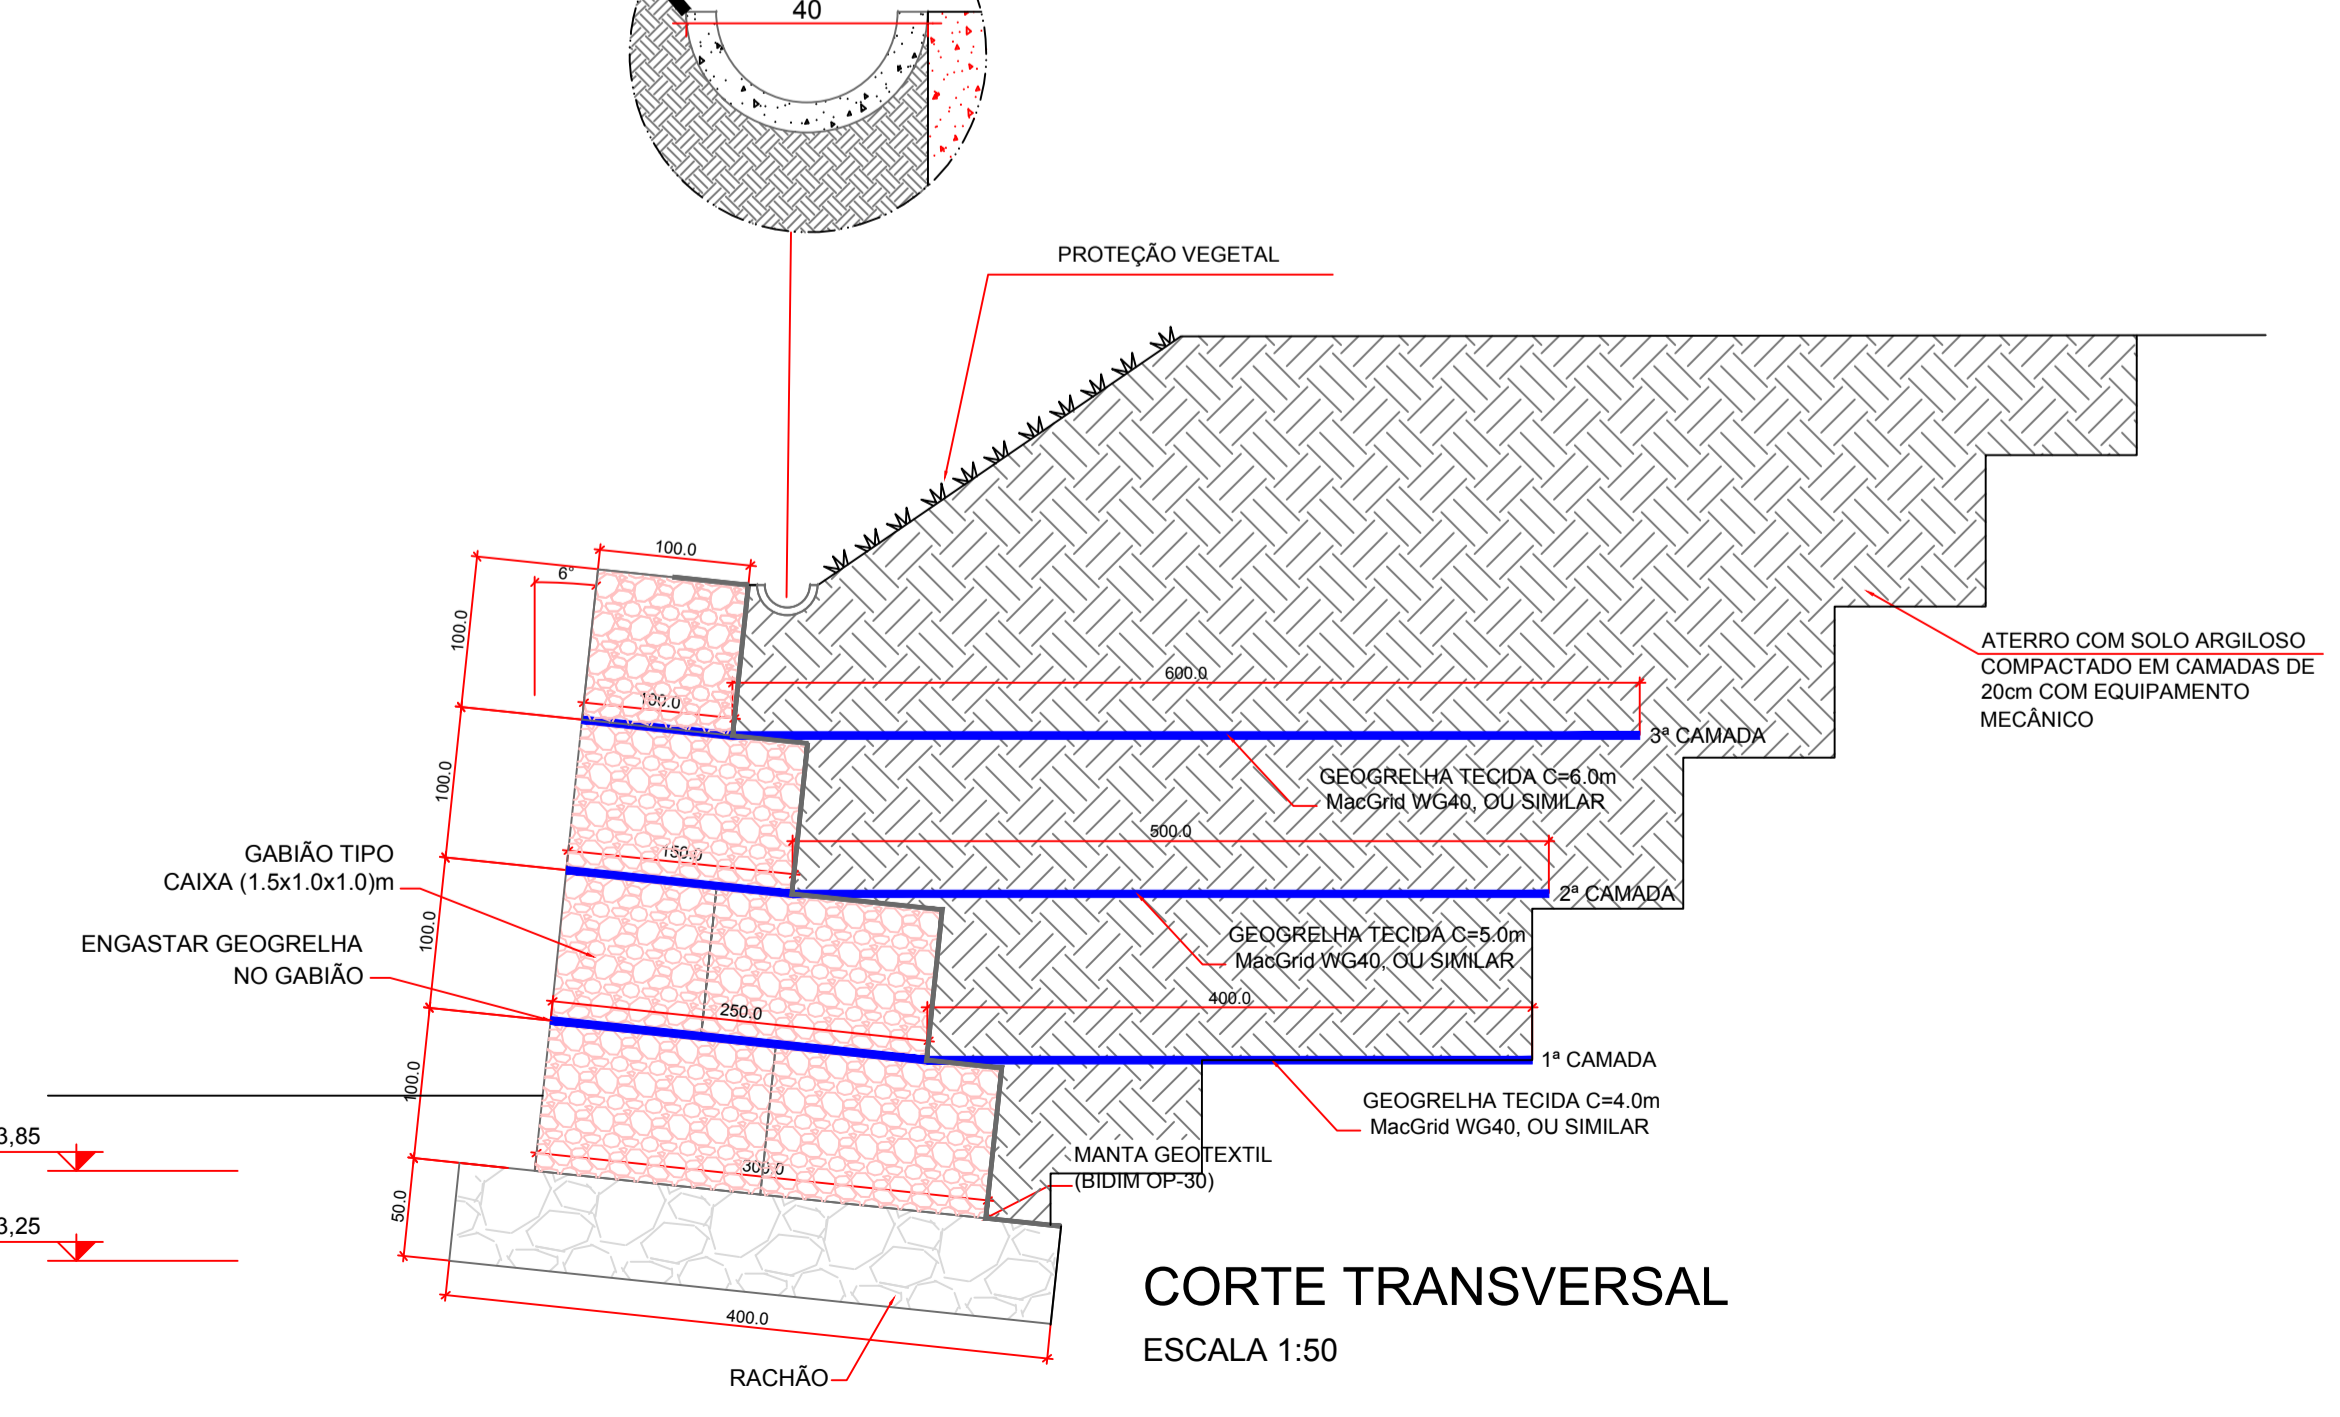 40
PROTEÇÃO VEGETAL
100.0
6°
100.0
600.0
100.0
3ª CAMADA
ATERRO COM SOLO ARGILOSO
COMPACTADO EM CAMADAS DE
20cm COM EQUIPAMENTO
MECÂNICO
GEOGRELHA TECIDA C=6.0m
MacGrid WG40, OU SIMILAR
100.0
500.0
150.0
2ª CAMADA
GABIÃO TIPO
CAIXA (1.5x1.0x1.0)m
100.0
GEOGRELHA TECIDA C=5.0m
MacGrid WG40, OU SIMILAR
ENGASTAR GEOGRELHA
NO GABIÃO
400.0
250.0
1ª CAMADA
100.0
GEOGRELHA TECIDA C=4.0m
MacGrid WG40, OU SIMILAR
3,85
MANTA GEOTEXTIL
(BIDIM OP-30)
300.0
50.0
3,25
CORTE TRANSVERSAL
400.0
ESCALA 1:50
RACHÃO